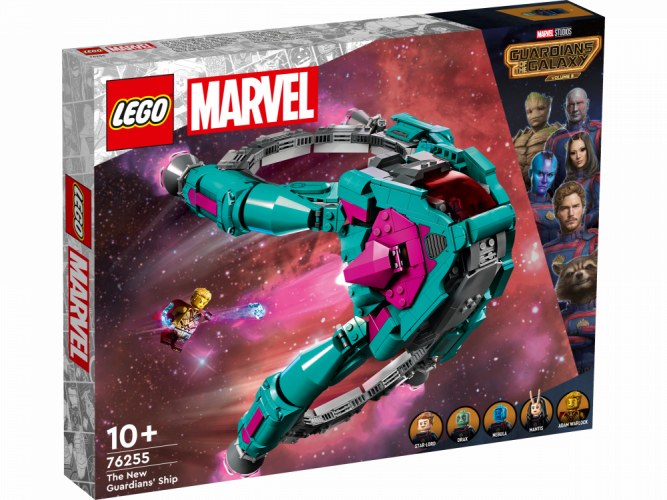 LEGO
MARVEL
MARVEL STUDIOS
GUARDIANS
OF THE GALAXY
VOLUME 3
LEGO
MARVEL
10+
76255
The New
Guardians' Ship
STAR-LORD
DRAX
NEBULA
MANTIS
ADAM WARLOCK